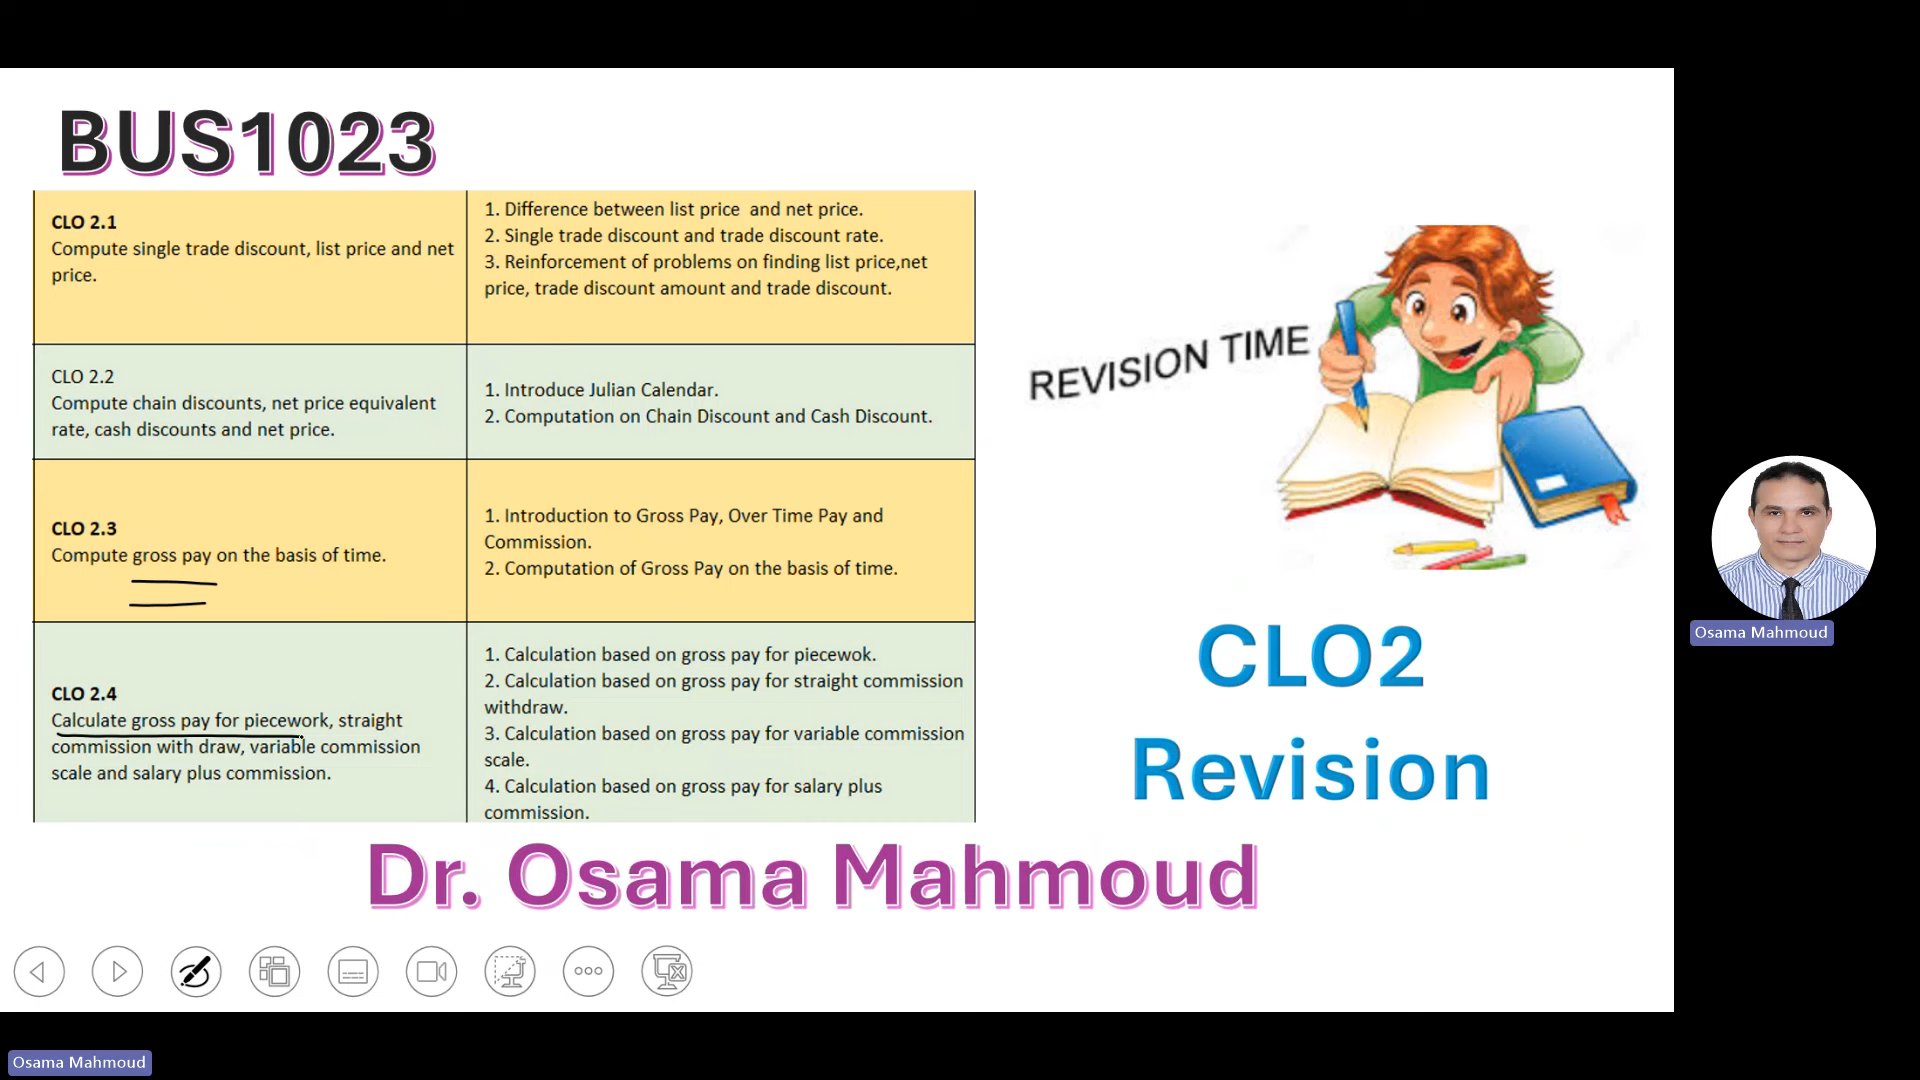 BUS1023
CLO 2.1
Compute single trade discount, list price and net
price.
1. Difference between list price and net price.
2. Single trade discount and trade discount rate.
3. Reinforcement of problems on finding list price,net
price, trade discount amount and trade discount.
CLO 2.2
Compute chain discounts, net price equivalent
rate, cash discounts and net price.
1. Introduce Julian Calendar.
2. Computation on Chain Discount and Cash Discount.
CLO 2.3
Compute gross pay on the basis of time.
1. Introduction to Gross Pay, Over Time Pay and
Commission.
2. Computation of Gross Pay on the basis of time.
CLO 2.4
Calculate gross pay for piecework, straight
commission with draw, variable commission
scale and salary plus commission.
1. Calculation based on gross pay for piecewok.
2. Calculation based on gross pay for straight commission
withdraw.
3. Calculation based on gross pay for variable commission
scale.
4. Calculation based on gross pay for salary plus
commission.
REVISION TIME
CLO2
Revision
Dr. Osama Mahmoud
Osama Mahmoud
Osama Mahmoud